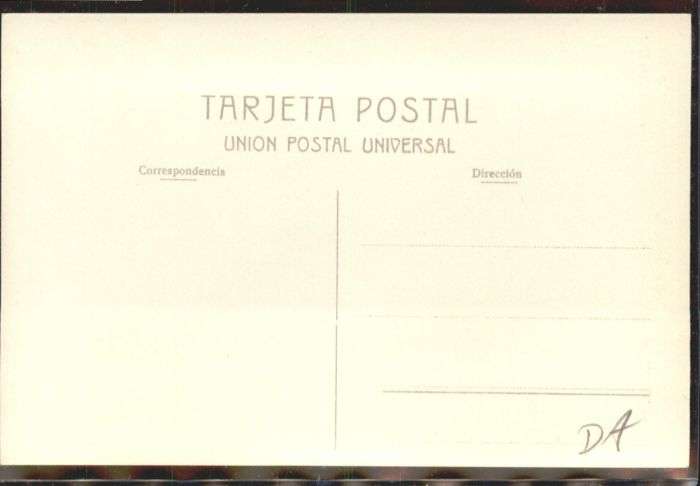 TARJETA POSTAL
UNION POSTAL UNIVERSAL
Correspondencia
Dirección
DA